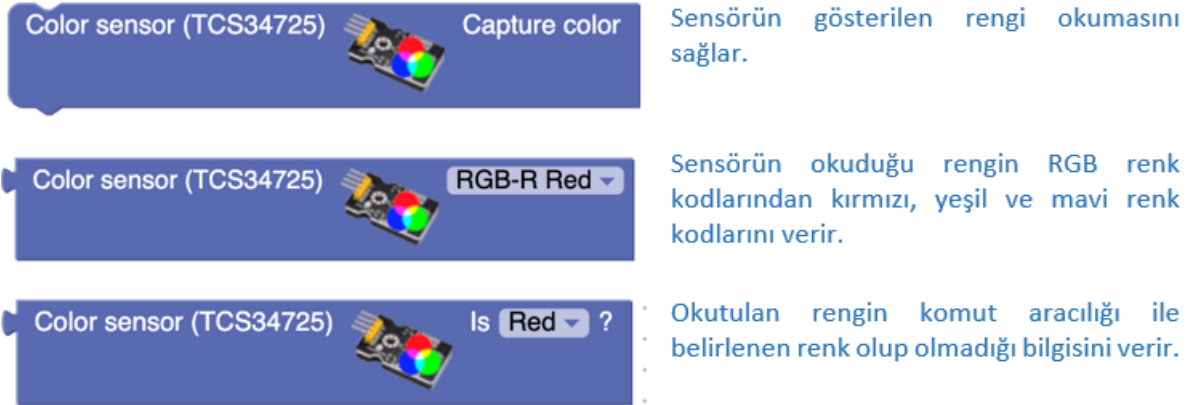 Color sensor (TCS34725) Capture color
Sensörün gösterilen rengi okumasını
sağlar.
Color sensor (TCS34725) RGB-R Red
Sensörün okuduğu rengin RGB renk
kodlarından kırmızı, yeşil ve mavi renk
kodlarını verir.
Color sensor (TCS34725) Is Red ?
Okutulan rengin komut aracılığı ile
belirlenen renk olup olmadığı bilgisini verir.